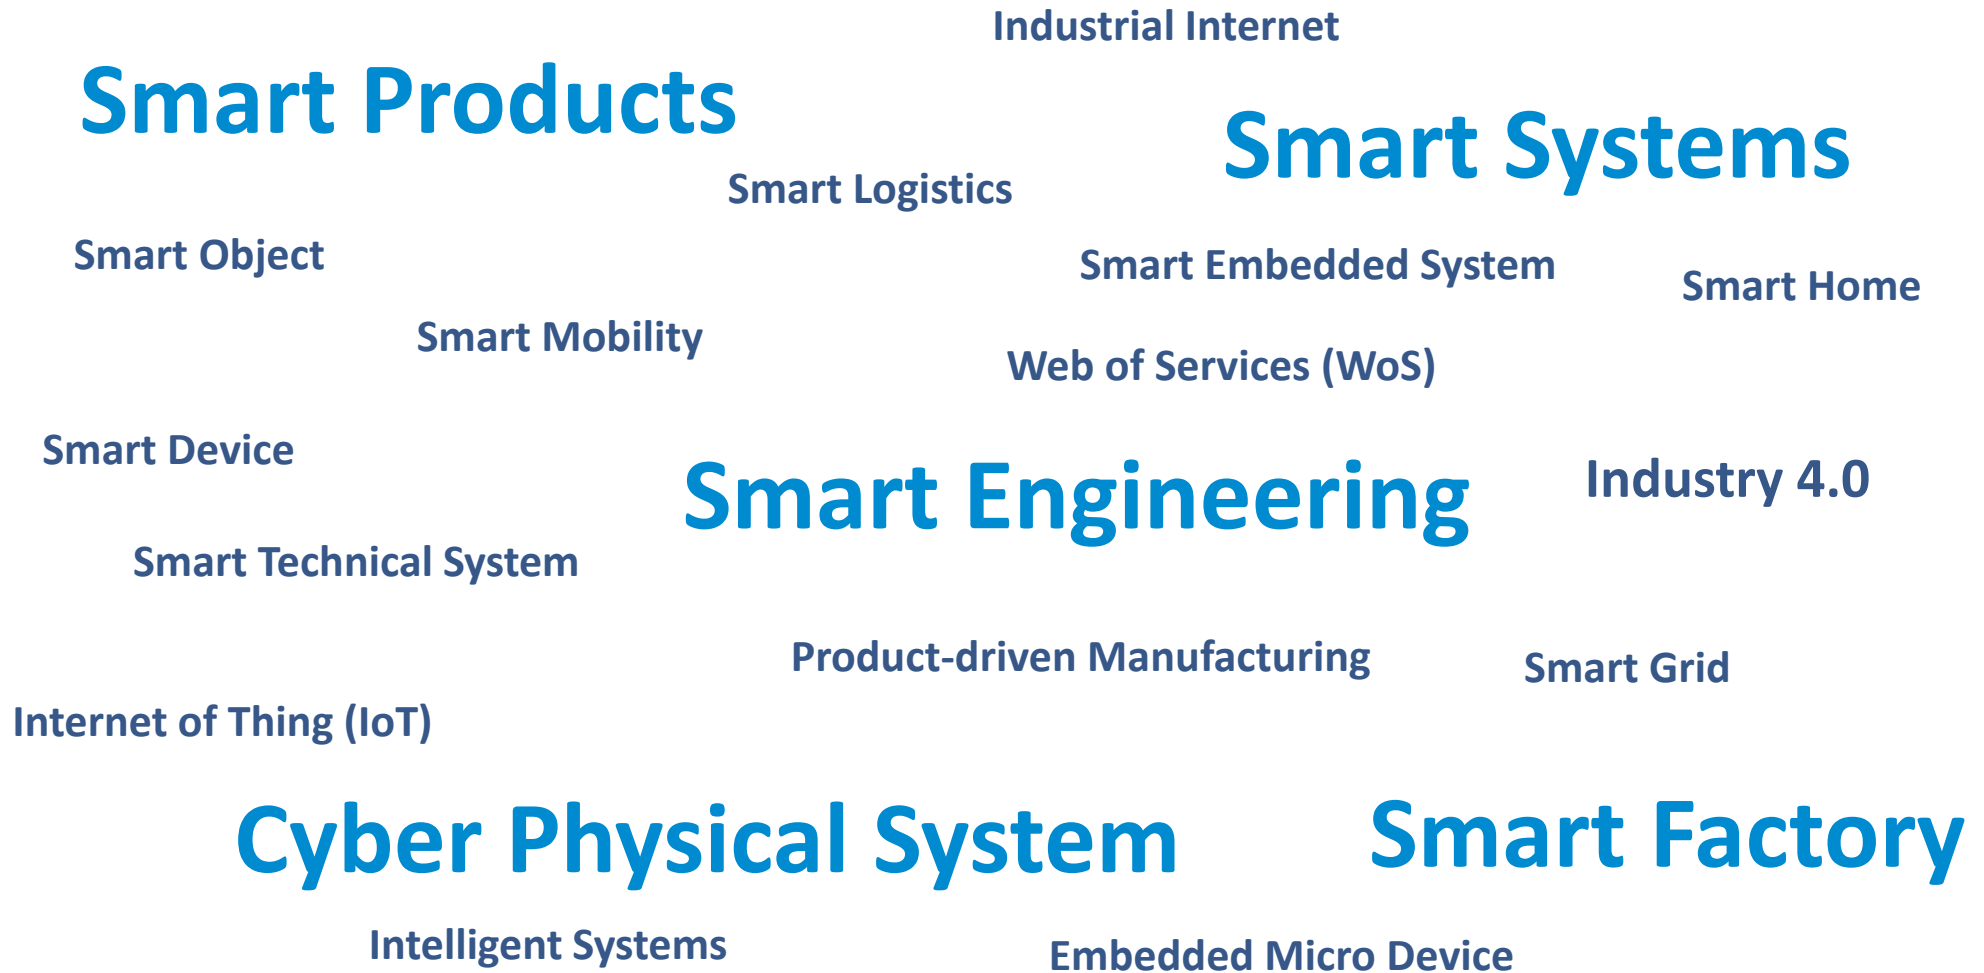 Industrial Internet
Smart Products
Smart Systems
Smart Logistics
Smart Object
Smart Embedded System
Smart Home
Smart Mobility
Web of Services (WoS)
Smart Device
Smart Engineering
Industry 4.0
Smart Technical System
Product-driven Manufacturing
Smart Grid
Internet of Thing (IoT)
Cyber Physical System
Smart Factory
Intelligent Systems
Embedded Micro Device